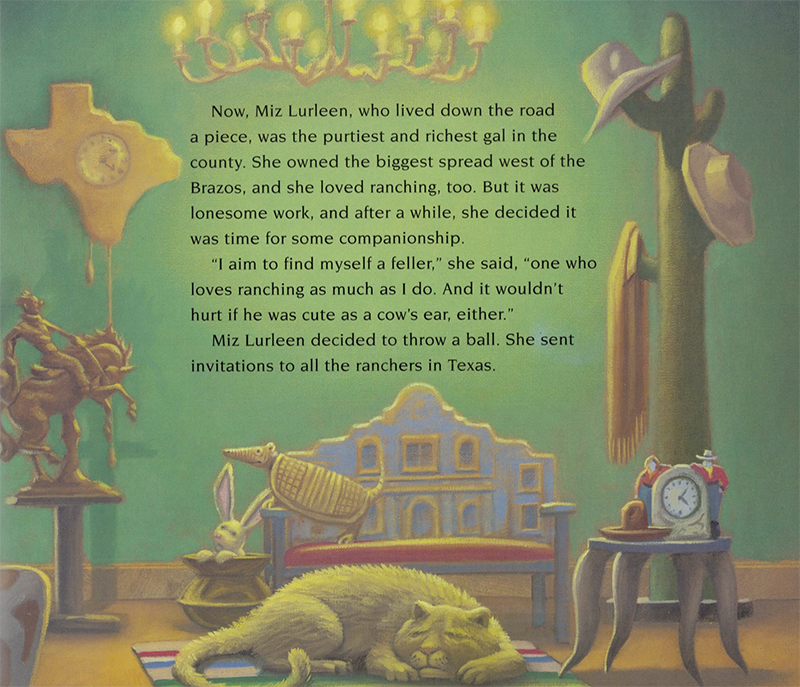 Now, Miz Lurleen, who lived down the road
a piece, was the purtiest and richest gal in the
county. She owned the biggest spread west of the
Brazos, and she loved ranching, too. But it was
lonesome work, and after a while, she decided it
was time for some companionship.
“I aim to find myself a feller,” she said, “one who
loves ranching as much as I do. And it wouldn’t
hurt if he was cute as a cow’s ear, either.”
Miz Lurleen decided to throw a ball. She sent
invitations to all the ranchers in Texas.